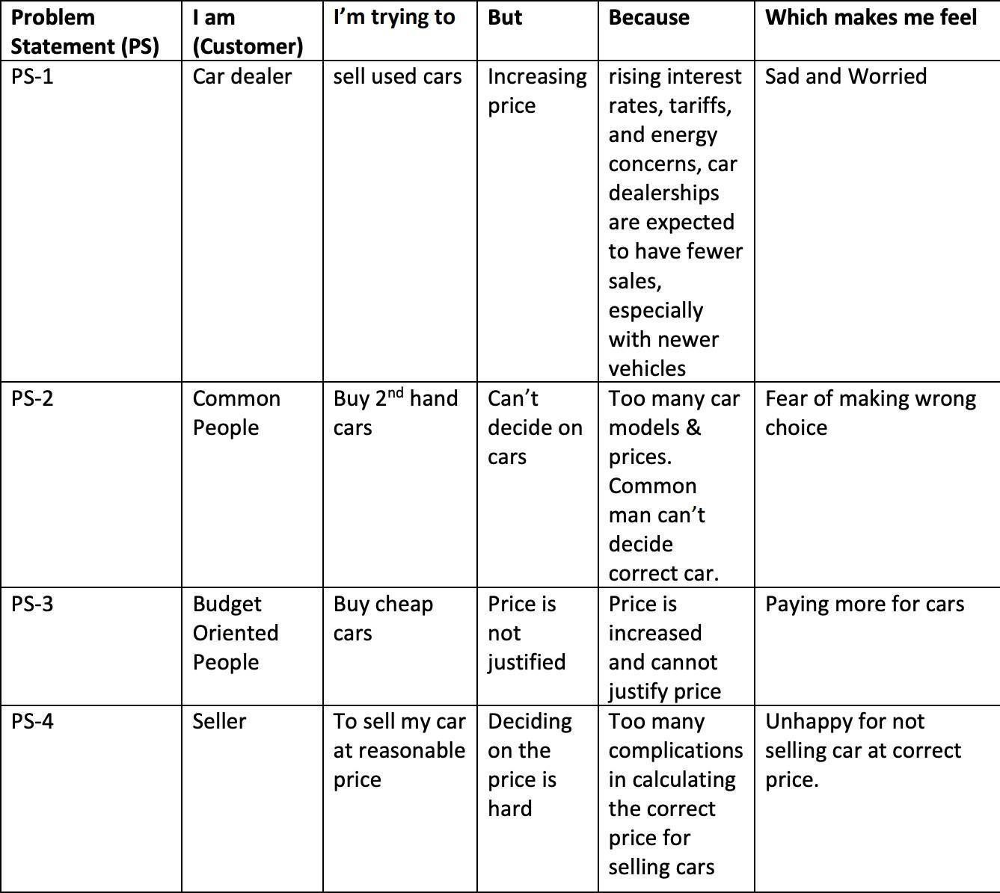 Problem
Statement (PS)
I am
(Customer)
I’m trying to
But
Because
Which makes me feel
PS-1
Car dealer
sell used cars
Increasing
price
rising interest
rates, tariffs,
and energy
concerns, car
dealerships
are expected
to have fewer
sales,
especially
with newer
vehicles
Sad and Worried
PS-2
Common
People
Buy 2nd hand
cars
Can’t
decide on
cars
Too many car
models &
prices.
Common
man can’t
decide
correct car.
Fear of making wrong
choice
PS-3
Budget
Oriented
People
Buy cheap
cars
Price is
not
justified
Price is
increased
and cannot
justify price
Paying more for cars
PS-4
Seller
To sell my car
at reasonable
price
Deciding
on the
price is
hard
Too many
complications
in calculating
the correct
price for
selling cars
Unhappy for not
selling car at correct
price.